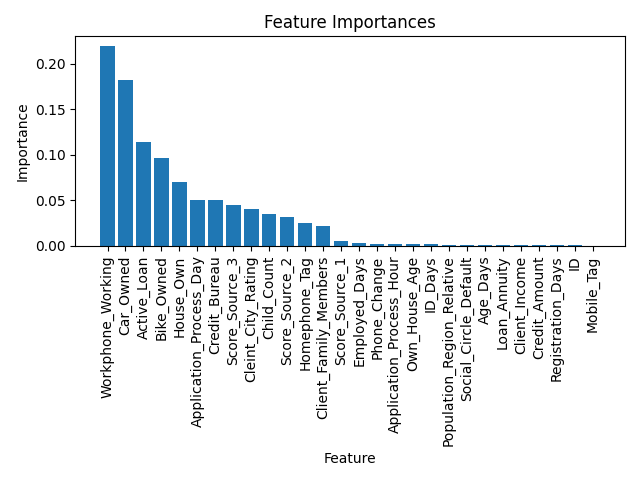 Feature Importances
Importance
0.20
0.15
0.10
0.05
0.00
Workphone_Working
Car_Owned
Active_Loan
Bike_Owned
House_Own
Application_Process_Day
Credit_Bureau
Score_Source_3
Cleint_City_Rating
Child_Count
Score_Source_2
Homephone_Tag
Client_Family_Members
Score_Source_1
Employed_Days
Phone_Change
Application_Process_Hour
Own_House_Age
ID_Days
Population_Region_Relative
Social_Circle_Default
Age_Days
Loan_Annuity
Client_Income
Credit_Amount
Registration_Days
ID
Mobile_Tag
Feature